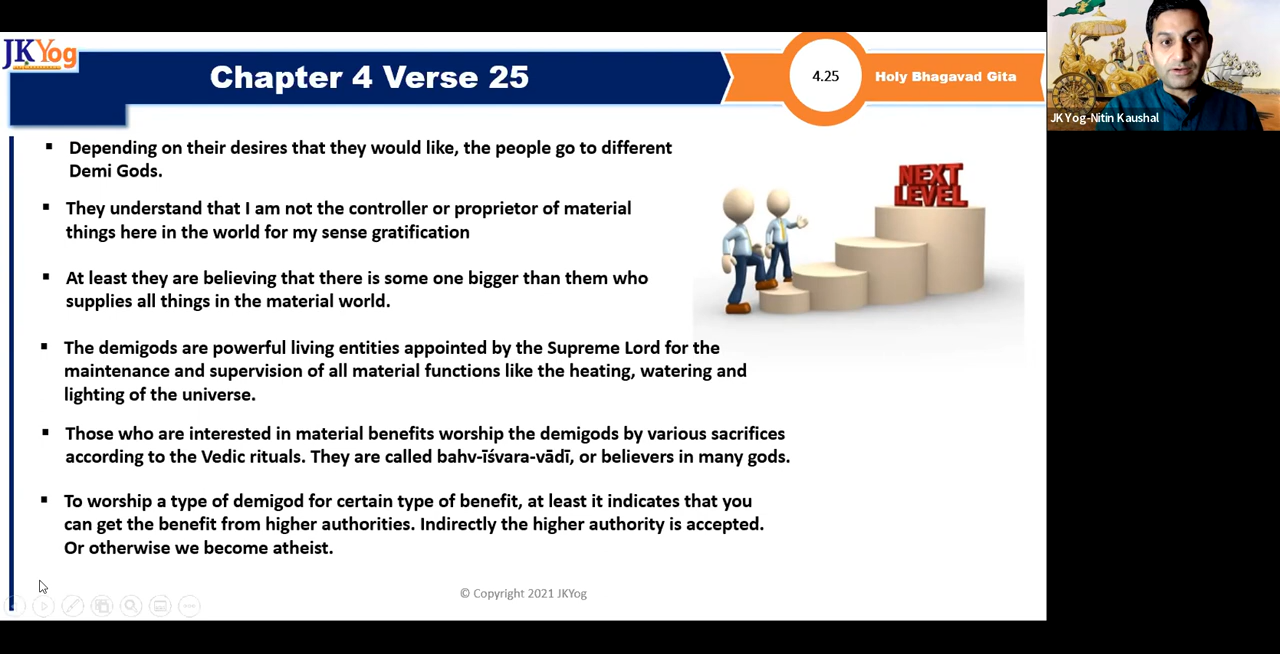 JKYog
Chapter 4 Verse 25
4.25
Holy Bhagavad Gita
JKYog-Nitin Kaushal
▪ Depending on their desires that they would like, the people go to different
Demi Gods.
▪ They understand that I am not the controller or proprietor of material
things here in the world for my sense gratification
▪ At least they are believing that there is some one bigger than them who
supplies all things in the material world.
▪ The demigods are powerful living entities appointed by the Supreme Lord for the
maintenance and supervision of all material functions like the heating, watering and
lighting of the universe.
▪ Those who are interested in material benefits worship the demigods by various sacrifices
according to the Vedic rituals. They are called bahv-īśvara-vādī, or believers in many gods.
▪ To worship a type of demigod for certain type of benefit, at least it indicates that you
can get the benefit from higher authorities. Indirectly the higher authority is accepted.
Or otherwise we become atheist.
NEXT
LEVEL
© Copyright 2021 JKYog